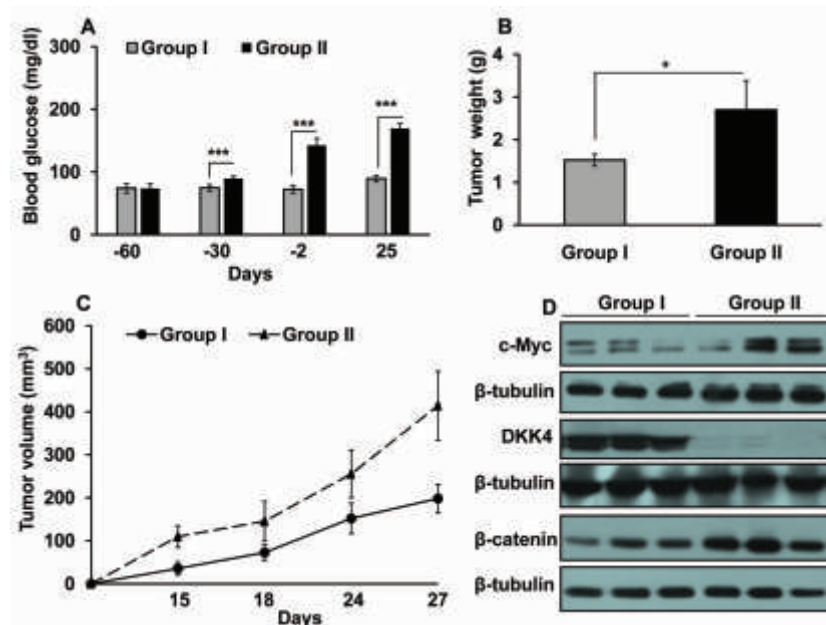 A
Group I Group II
Blood glucose (mg/dl)
300
200
100
0
***
***
***
-60 -30 -2 25
Days
B
Tumor weight (g)
4
3
2
1
0
*
Group I Group II
C
Group I Group II
Tumor volume (mm³)
600
500
400
300
200
100
0
15 18 24 27
Days
D
Group I Group II
c-Myc
β-tubulin
DKK4
β-tubulin
β-catenin
β-tubulin